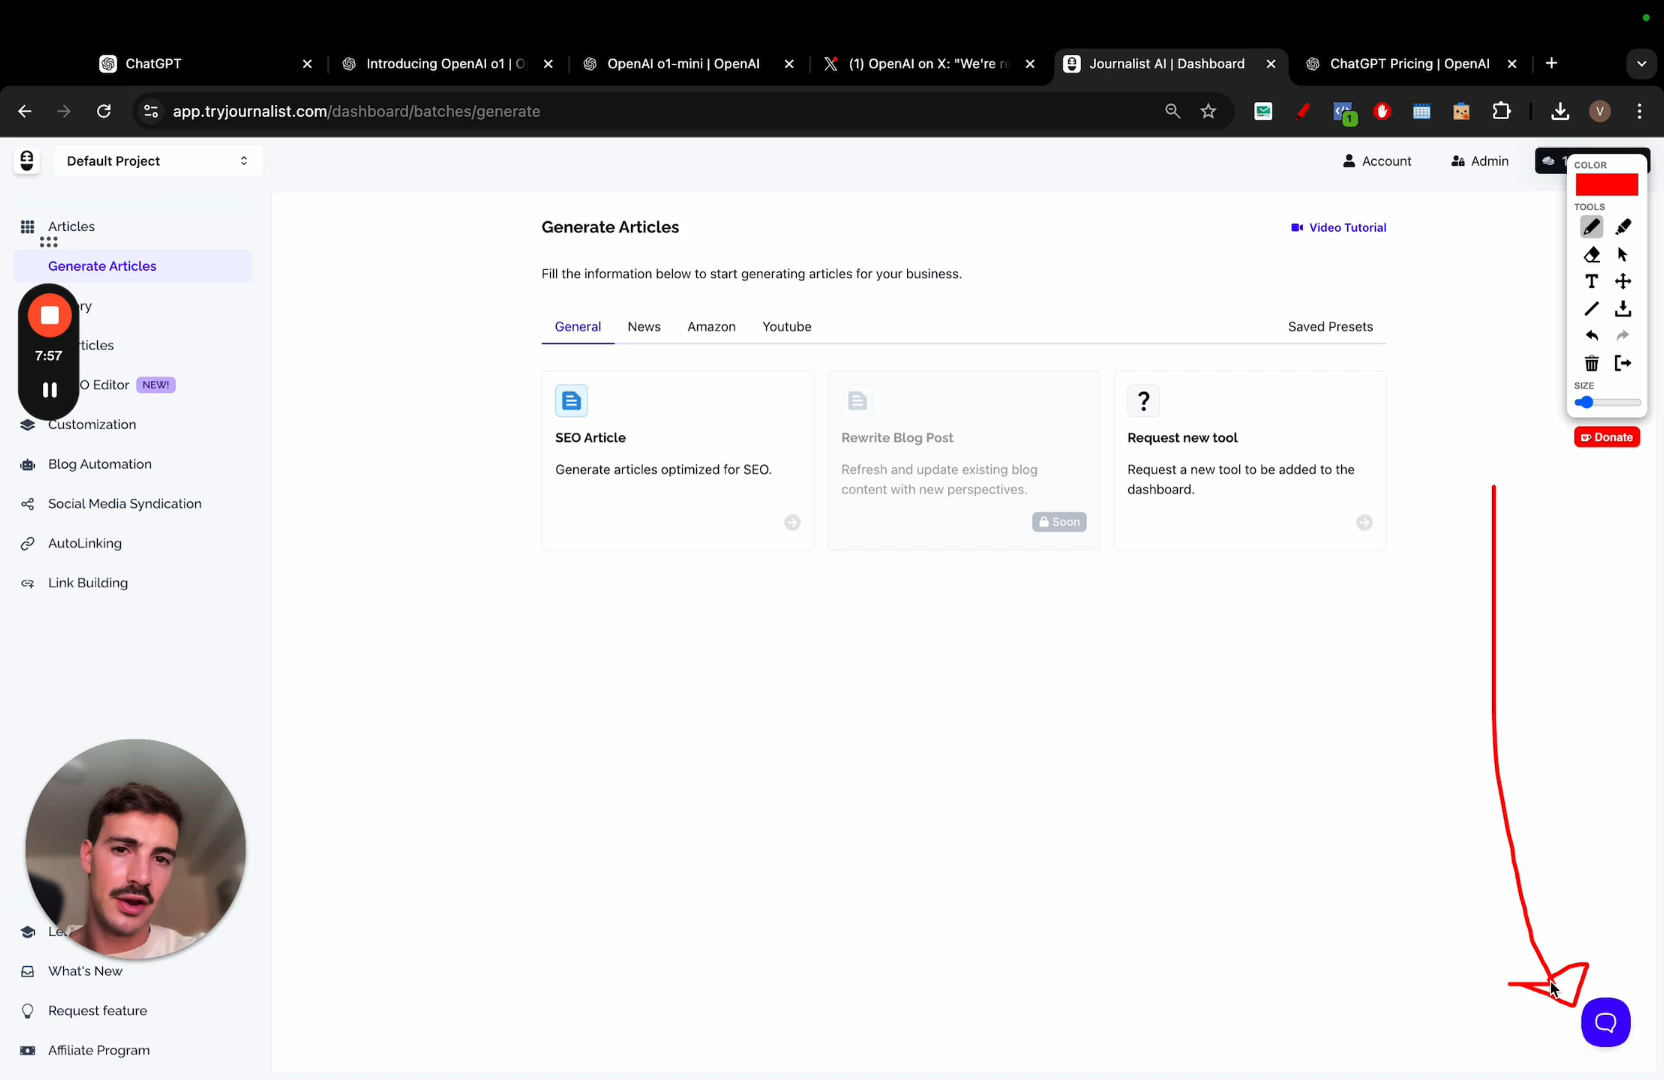 ChatGPT
Introducing OpenAI o1 | O
OpenAI o1-mini | OpenAI
(1) OpenAI on X: "We're re
Journalist AI | Dashboard
ChatGPT Pricing | OpenAI
app.tryjournalist.com/dashboard/batches/generate
1
V
Default Project
Account
Admin
1
COLOR
TOOLS
T
SIZE
Donate
Articles
Generate Articles
ry
ticles
O Editor NEW!
7:57
Customization
Blog Automation
Social Media Syndication
AutoLinking
Link Building
Generate Articles
Video Tutorial
Fill the information below to start generating articles for your business.
General
News
Amazon
Youtube
Saved Presets
SEO Article
Generate articles optimized for SEO.
Rewrite Blog Post
Refresh and update existing blog
content with new perspectives.
Soon
?
Request new tool
Request a new tool to be added to the
dashboard.
Le
What's New
Request feature
Affiliate Program